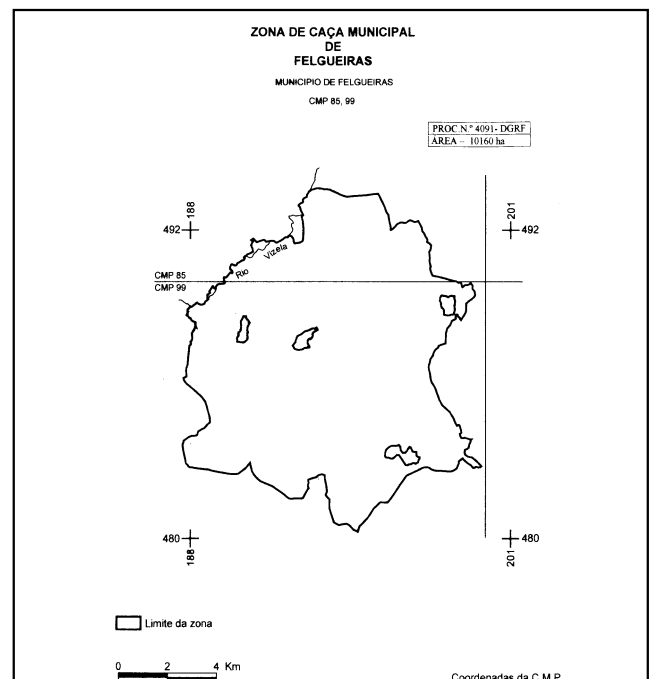 ZONA DE CAÇA MUNICIPAL
DE
FELGUEIRAS
MUNICIPIO DE FELGUEIRAS
CMP 85, 99
PROC.N.º 4091- DGRF
ÁREA – 10160 ha
188
201
492
492
Rio Vizela
CMP 85
CMP 99
480
480
188
201
Limite da zona
0 2 4 Km
Coordenadas da C.M.P.